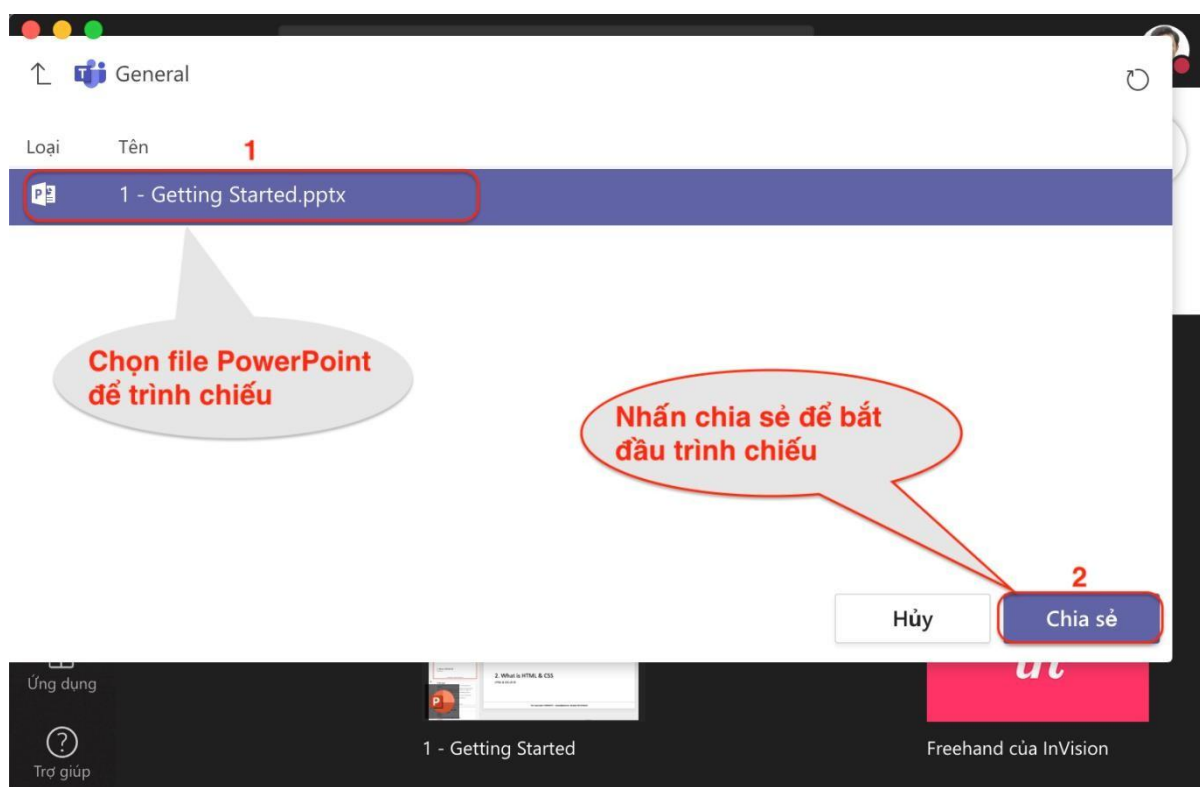 General
Loại Tên
1
1 - Getting Started.pptx
Chọn file PowerPoint
để trình chiếu
Nhấn chia sẻ để bắt
đầu trình chiếu
2
Hủy Chia sẻ
Ứng dụng
2. What is HTML & CSS
1 - Getting Started
Freehand của InVision
Trợ giúp